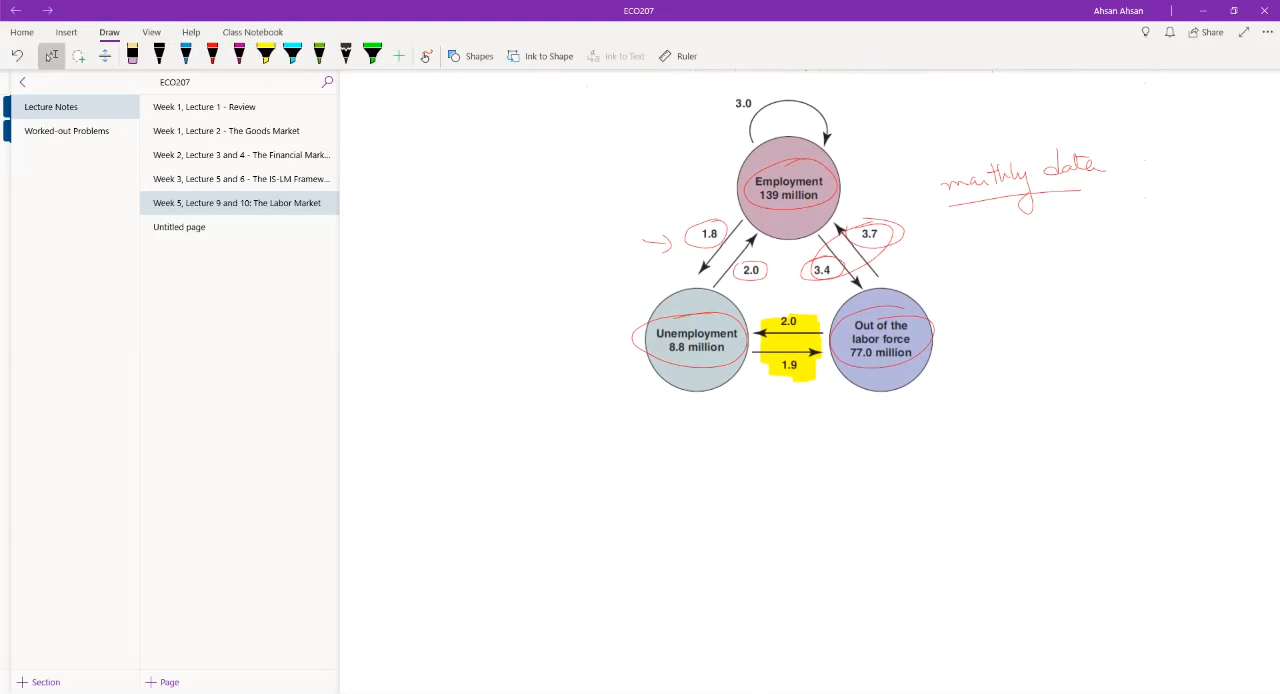 ECO207
Ahsan Ahsan
Home Insert Draw View Help Class Notebook
Share
Shapes Ink to Shape Ink to Text Ruler
ECO207
Lecture Notes
Worked-out Problems
Week 1, Lecture 1 - Review
Week 1, Lecture 2 - The Goods Market
Week 2, Lecture 3 and 4 - The Financial Mark...
Week 3, Lecture 5 and 6 - The IS-LM Framew...
Week 5, Lecture 9 and 10: The Labor Market
Untitled page
3.0
Employment
139 million
monthly data
1.8
3.7
2.0
3.4
Unemployment
8.8 million
2.0
1.9
Out of the
labor force
77.0 million
Section
Page